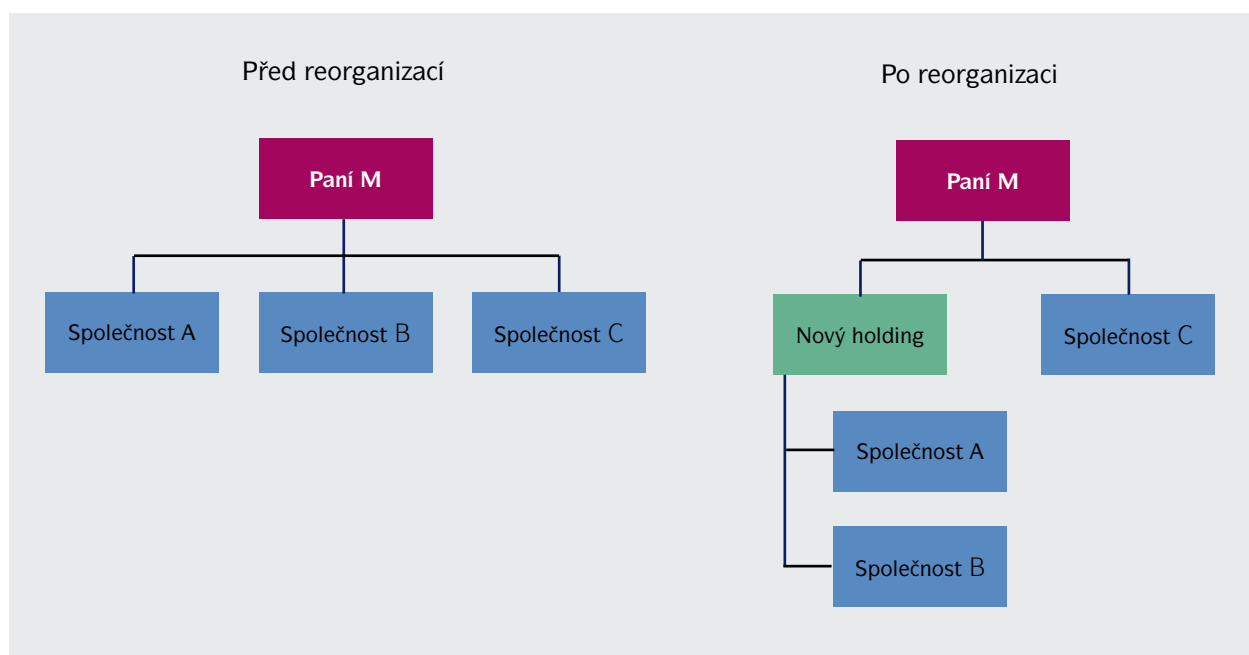 Před reorganizací
Paní M
Společnost A
Společnost B
Společnost C
Po reorganizaci
Paní M
Nový holding
Společnost C
Společnost A
Společnost B